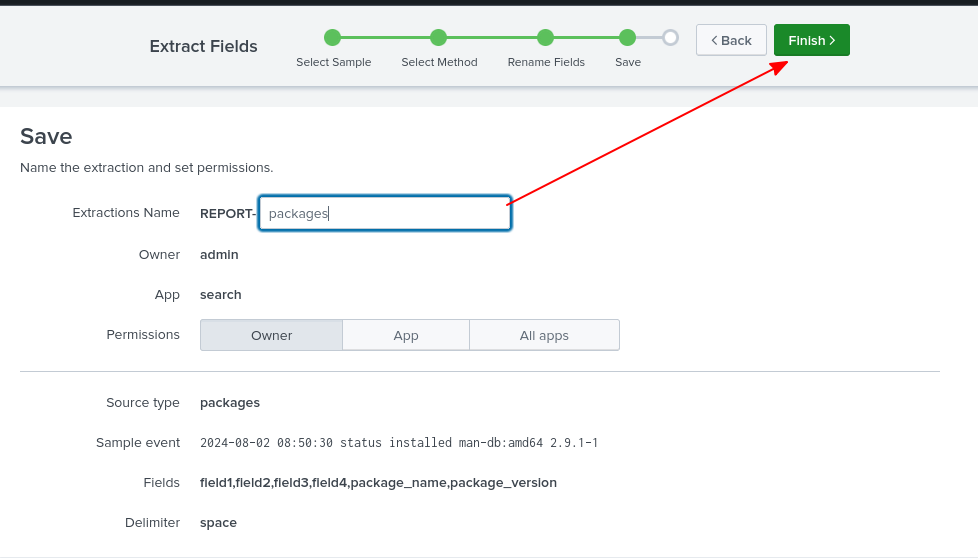 Extract Fields
Select Sample
Select Method
Rename Fields
Save
Back
Finish
Save
Name the extraction and set permissions.
Extractions Name REPORT- packages
Owner admin
App search
Permissions Owner App All apps
Source type packages
Sample event 2024-08-02 08:50:30 status installed man-db:amd64 2.9.1-1
Fields field1,field2,field3,field4,package_name,package_version
Delimiter space